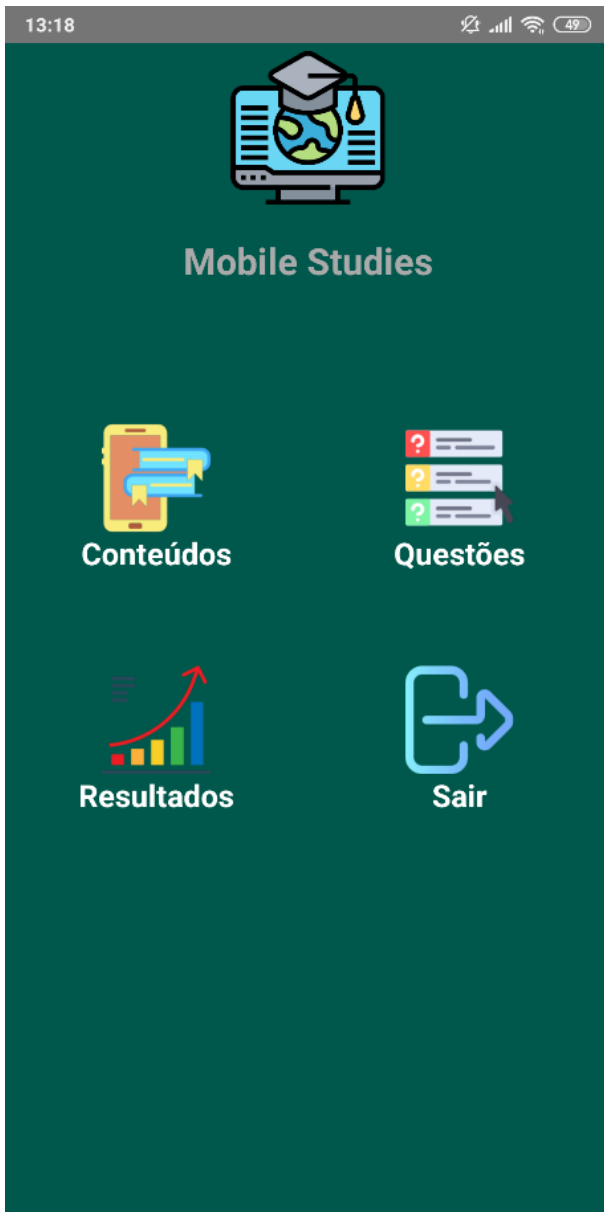 13:18
49
Mobile Studies
? ? ?
Conteúdos
Questões
Resultados
Sair